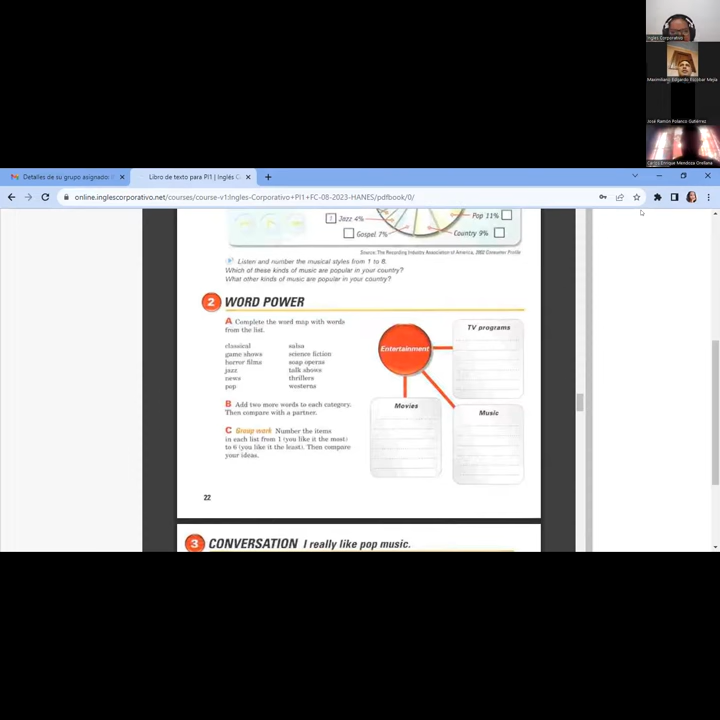 Ingles Corporativo
Maximiliano Edgardo Escobar Mejia
José Ramón Polanco Gutiérrez
Carlos Enrique Mendoza Orellana
Detalles de su grupo asignado:
Libro de texto para PI1 | Inglés C
online.inglescorporativo.net/courses/course-v1:Ingles-Corporativo+PI1+FC-08-2023-HANES/pdfbook/0/
1 Jazz 4%
Pop 11%
Gospel 7%
Country 9%
Source: The Recording Industry Association of America, 2002 Consumer Profile
Listen and number the musical styles from 1 to 8.
Which of these kinds of music are popular in your country?
What other kinds of music are popular in your country?
2 WORD POWER
A Complete the word map with words
from the list.
classical salsa
game shows science fiction
horror films soap operas
jazz talk shows
news thrillers
pop westerns
B Add two more words to each category.
Then compare with a partner.
C Group work Number the items
in each list from 1 (you like it the most)
to 6 (you like it the least). Then compare
your ideas.
Entertainment
TV programs
Movies
Music
22
3 CONVERSATION I really like pop music.